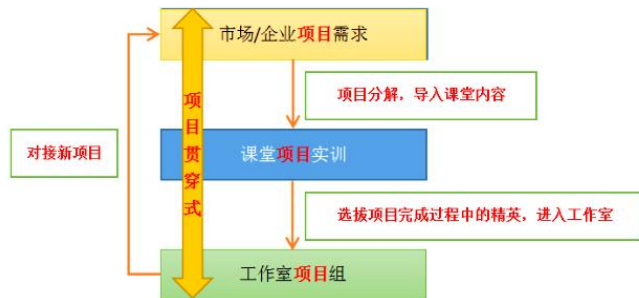 市场/企业项目需求
项目分解，导入课堂内容
项目贯穿式
对接新项目
课堂项目实训
选拔项目完成过程中的精英，进入工作室
工作室项目组